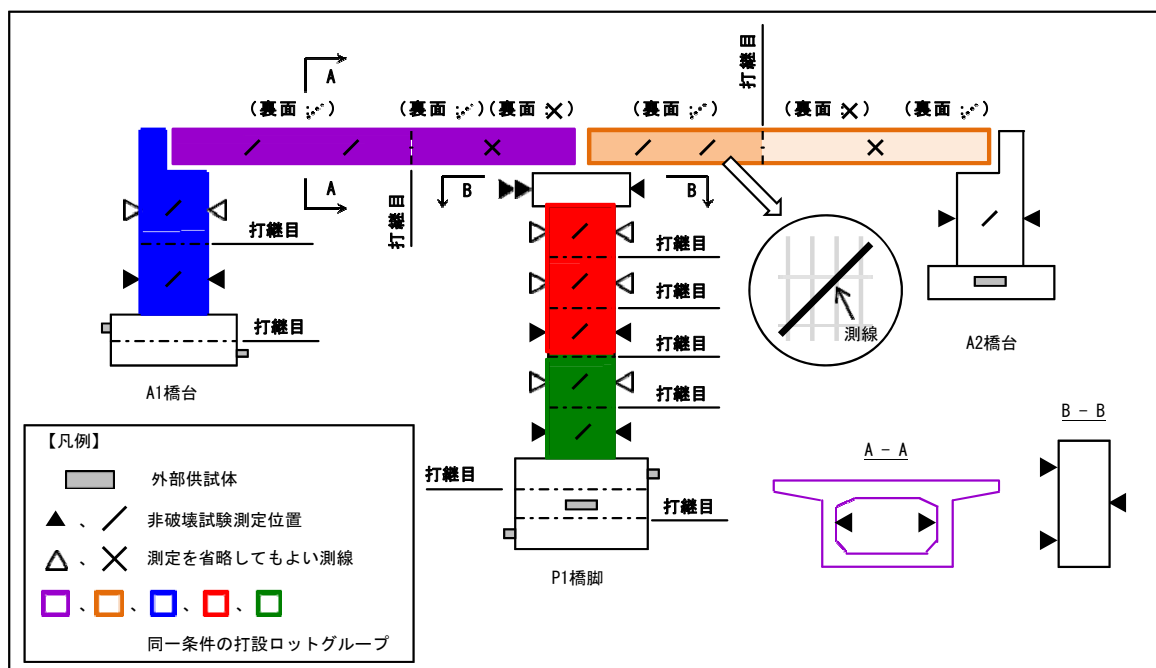 打継目
A
(裏面 )
(裏面 )(裏面 ×)
(裏面 )
(裏面 ×)
(裏面 )
A
打継目
B
B
打継目
打継目
打継目
打継目
打継目
打継目
打継目
測線
A2橋台
A1橋台
打継目
打継目
P1橋脚
A - A
B - B
【凡例】
外部供試体
▲、／ 非破壊試験測定位置
△、× 測定を省略してもよい測線
、 、 、 、
同一条件の打設ロットグループ